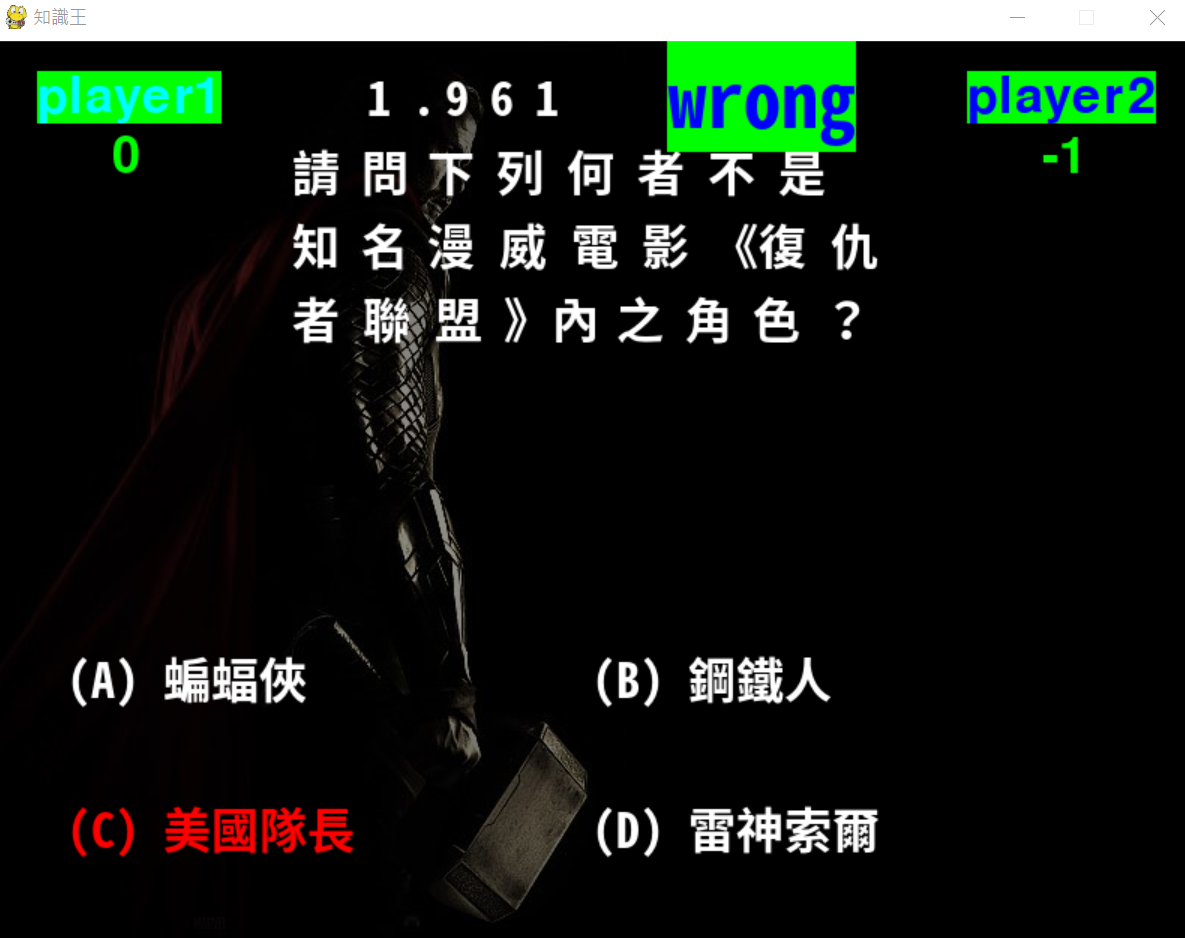 知識王
player1
1.961
wrong
player2
0
-1
請問下列何者不是
知名漫威電影《復仇
者聯盟》內之角色？
(A) 蝙蝠俠
(B) 鋼鐵人
(C) 美國隊長
(D) 雷神索爾